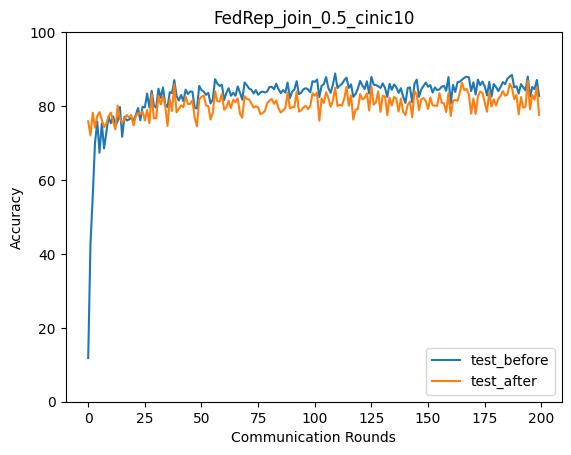 FedRep_join_0.5_cinic10
100
80
60
40
20
0
Accuracy
0 25 50 75 100 125 150 175 200
Communication Rounds
test_before
test_after